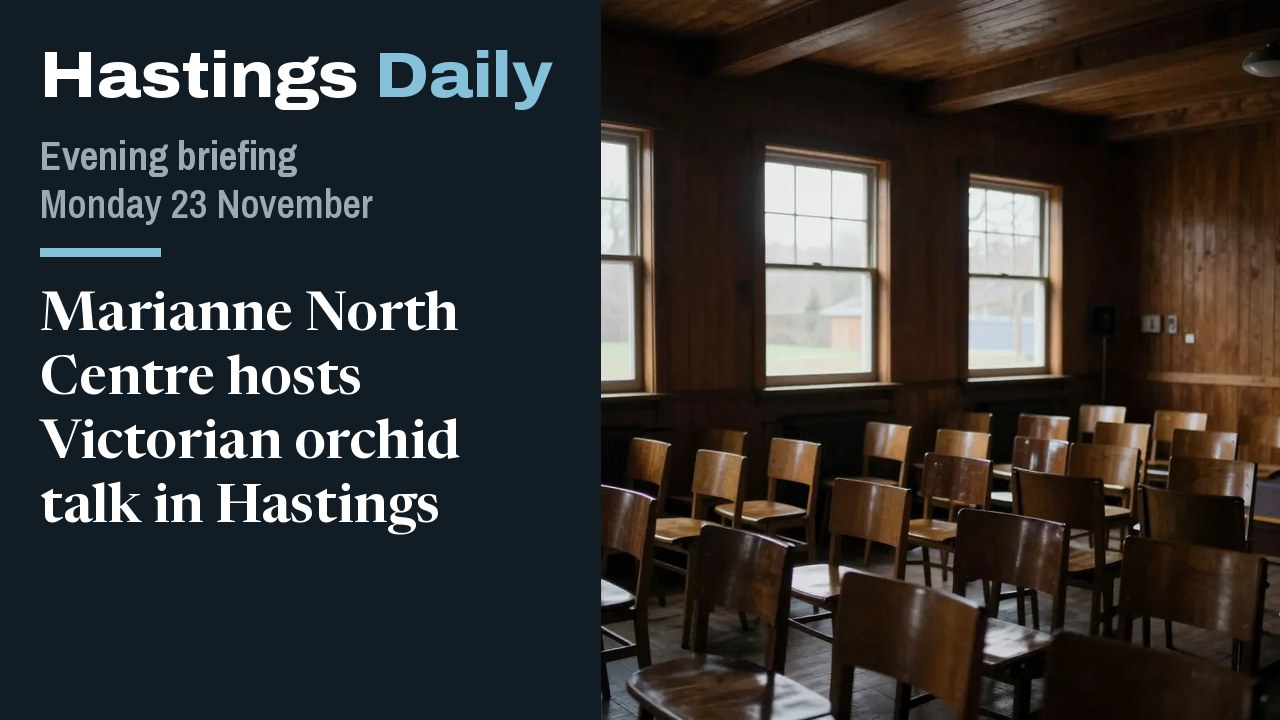 Hastings Daily
Evening briefing
Monday 23 November
Marianne North
Centre hosts
Victorian orchid
talk in Hastings